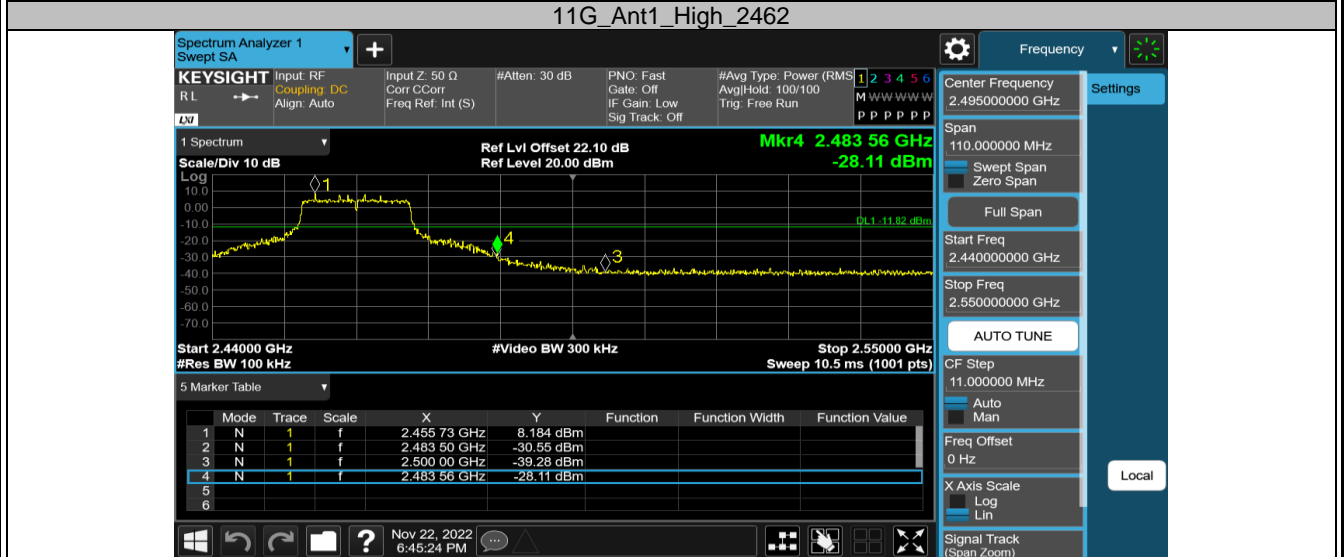 11G_Ant1_High_2462
Spectrum Analyzer 1
Swept SA
Frequency
KEYSIGHT
R L
LXI
Input: RF
Coupling: DC
Align: Auto
Input Z: 50 Ω
Corr CCorr
Freq Ref: Int (S)
#Atten: 30 dB
PNO: Fast
Gate: Off
IF Gain: Low
Sig Track: Off
#Avg Type: Power (RMS
Avg|Hold: 100/100
Trig: Free Run
1 2 3 4 5 6
M W W W W W
P P P P P P
1 Spectrum
Scale/Div 10 dB
Ref Lvl Offset 22.10 dB
Ref Level 20.00 dBm
Mkr4 2.483 56 GHz
-28.11 dBm
Log
10.0
0.00
-10.0
-20.0
-30.0
-40.0
-50.0
-60.0
-70.0
1
4
3
DL1 -11.82 dBm
Start 2.44000 GHz
#Video BW 300 kHz
Stop 2.55000 GHz
#Res BW 100 kHz
Sweep 10.5 ms (1001 pts)
5 Marker Table
Mode Trace Scale X Y Function Function Width Function Value
1 N 1 f 2.455 73 GHz 8.184 dBm
2 N 1 f 2.483 50 GHz -30.55 dBm
3 N 1 f 2.500 00 GHz -39.28 dBm
4 N 1 f 2.483 56 GHz -28.11 dBm
5
6
Nov 22, 2022
6:45:24 PM
Center Frequency
2.495000000 GHz
Span
110.000000 MHz
Swept Span
Zero Span
Full Span
Start Freq
2.440000000 GHz
Stop Freq
2.550000000 GHz
AUTO TUNE
CF Step
11.000000 MHz
Auto
Man
Freq Offset
0 Hz
X Axis Scale
Log
Lin
Signal Track
(Span Zoom)
Settings
Local